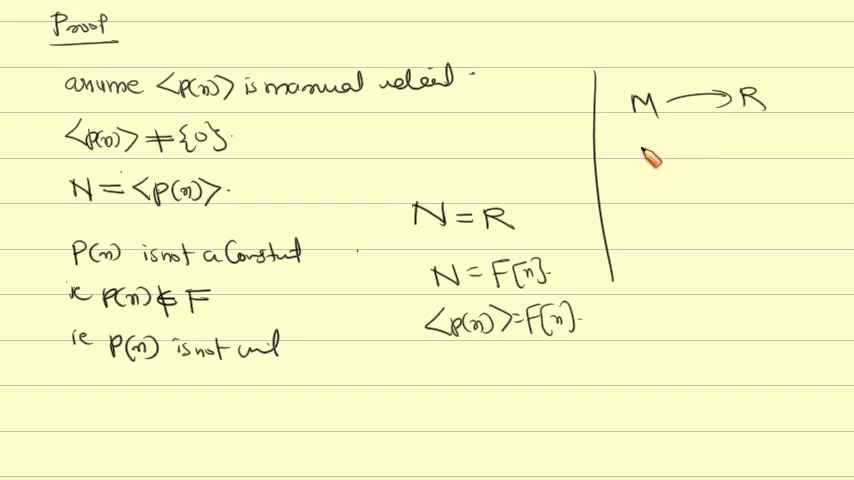 Proof
assume <p(x)> is maximal ideal.
<p(x)> ≠ {0}.
N = <p(x)>.
P(x) is not a Constant
ie p(x) ∉ F
ie p(x) is not unit
N = R
N = F[x].
<p(x)> = F[x].
M → R